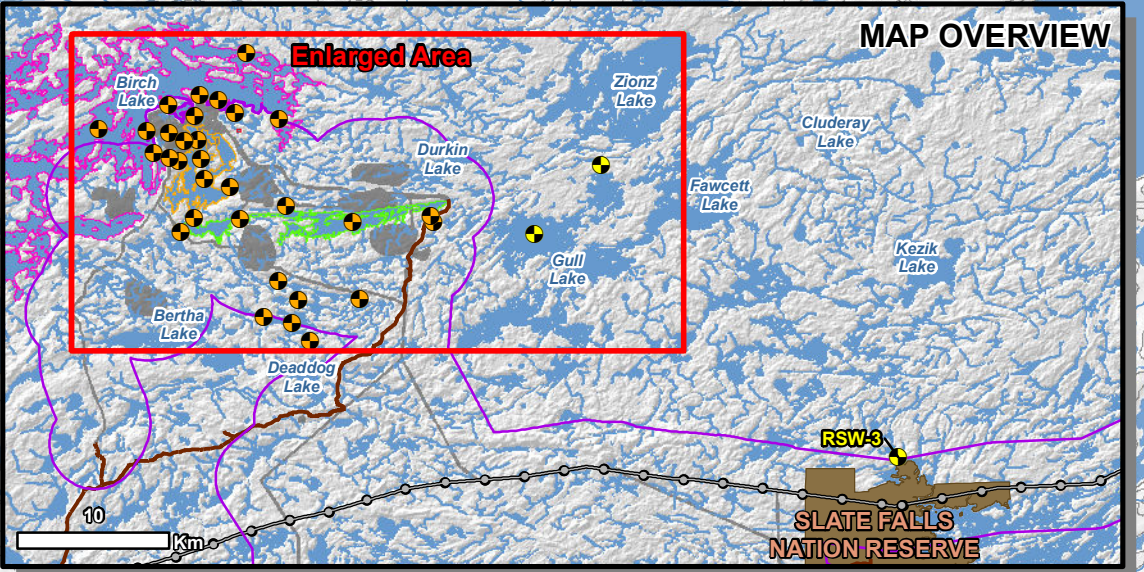 MAP OVERVIEW
Enlarged Area
Birch
Lake
Zionz
Lake
Cluderay
Lake
Durkin
Lake
Fawcett
Lake
Kezik
Lake
Gull
Lake
Bertha
Lake
Deaddog
Lake
RSW-3
10
Km
SLATE FALLS
NATION RESERVE